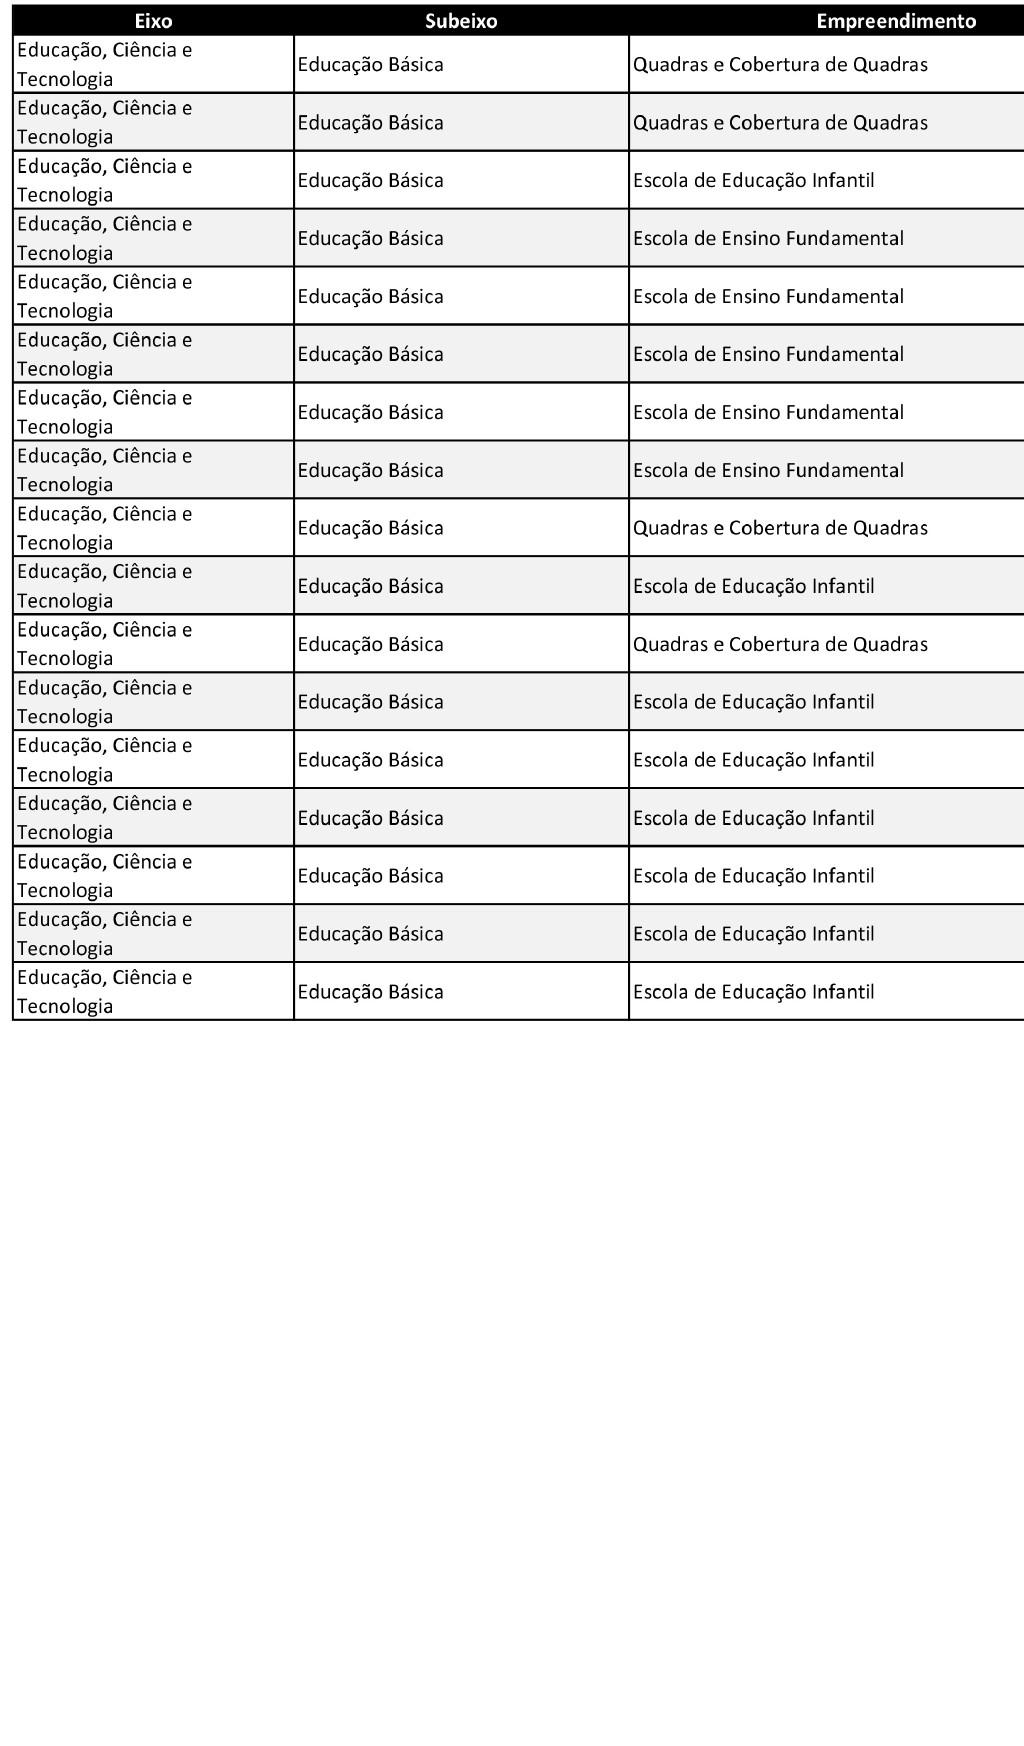 Eixo Subeixo Empreendimento
Educação, Ciência e
Tecnologia
Educação Básica
Quadras e Cobertura de Quadras
Educação, Ciência e
Tecnologia
Educação Básica
Quadras e Cobertura de Quadras
Educação, Ciência e
Tecnologia
Educação Básica
Escola de Educação Infantil
Educação, Ciência e
Tecnologia
Educação Básica
Escola de Ensino Fundamental
Educação, Ciência e
Tecnologia
Educação Básica
Escola de Ensino Fundamental
Educação, Ciência e
Tecnologia
Educação Básica
Escola de Ensino Fundamental
Educação, Ciência e
Tecnologia
Educação Básica
Escola de Ensino Fundamental
Educação, Ciência e
Tecnologia
Educação Básica
Escola de Ensino Fundamental
Educação, Ciência e
Tecnologia
Educação Básica
Quadras e Cobertura de Quadras
Educação, Ciência e
Tecnologia
Educação Básica
Escola de Educação Infantil
Educação, Ciência e
Tecnologia
Educação Básica
Quadras e Cobertura de Quadras
Educação, Ciência e
Tecnologia
Educação Básica
Escola de Educação Infantil
Educação, Ciência e
Tecnologia
Educação Básica
Escola de Educação Infantil
Educação, Ciência e
Tecnologia
Educação Básica
Escola de Educação Infantil
Educação, Ciência e
Tecnologia
Educação Básica
Escola de Educação Infantil
Educação, Ciência e
Tecnologia
Educação Básica
Escola de Educação Infantil
Educação, Ciência e
Tecnologia
Educação Básica
Escola de Educação Infantil